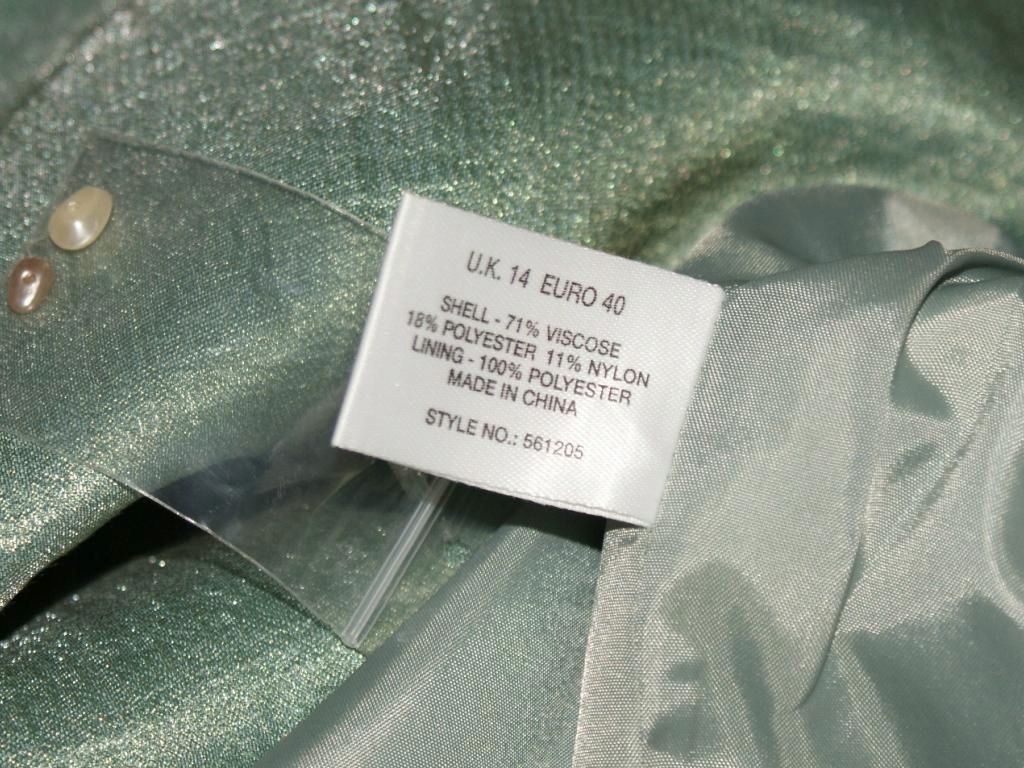 U.K. 14 EURO 40
SHELL - 71% VISCOSE
18% POLYESTER 11% NYLON
LINING - 100% POLYESTER
MADE IN CHINA
STYLE NO.: 561205